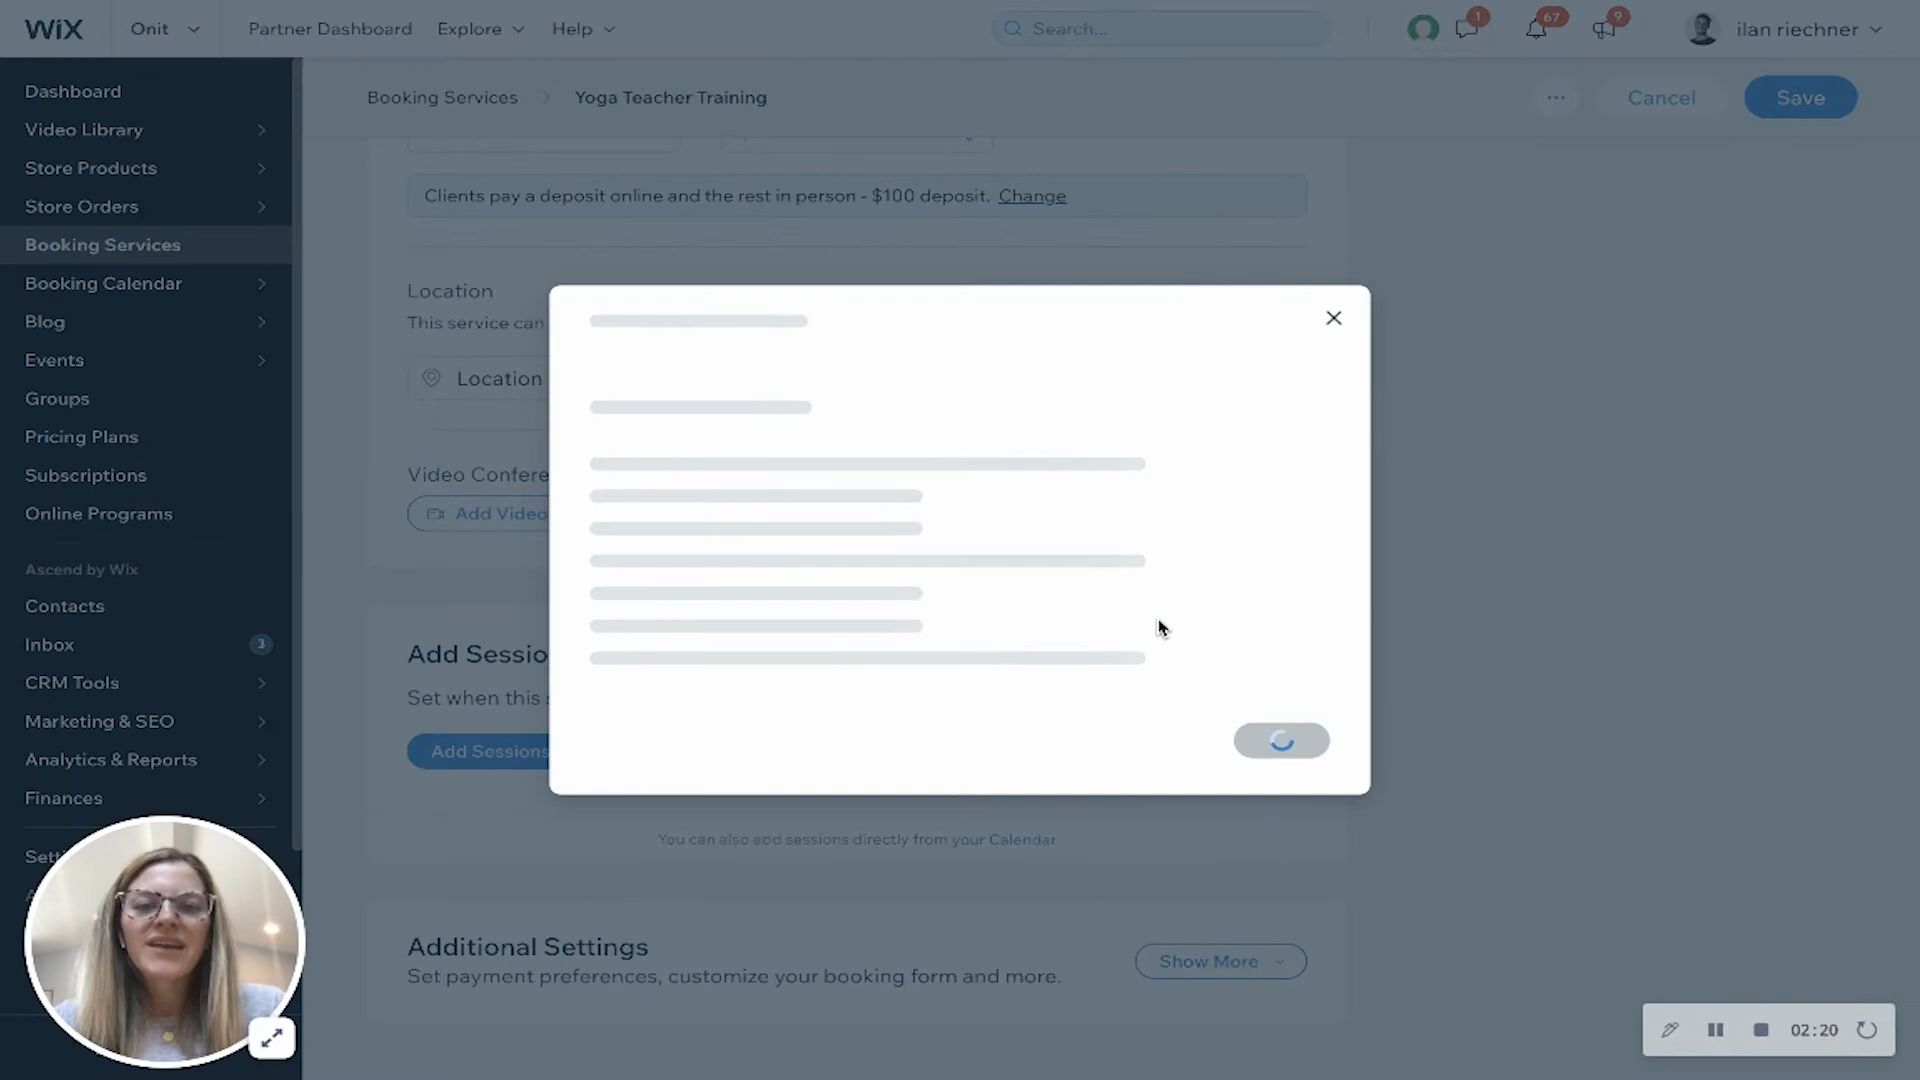 WiX
Onit
Partner Dashboard
Explore
Help
Search...
1
67
9
ilan riechner
Dashboard
Video Library
Store Products
Store Orders
Booking Services
Booking Calendar
Blog
Events
Groups
Pricing Plans
Subscriptions
Online Programs
Ascend by Wix
Contacts
Inbox
3
CRM Tools
Marketing & SEO
Analytics & Reports
Finances
Booking Services
Yoga Teacher Training
Cancel
Save
Clients pay a deposit online and the rest in person - $100 deposit. Change
Location
This service can
Location
Video Confere
Add Video
Add Sessio
Set when this
Add Sessions
You can also add sessions directly from your Calendar
Additional Settings
Set payment preferences, customize your booking form and more.
Show More
02:20